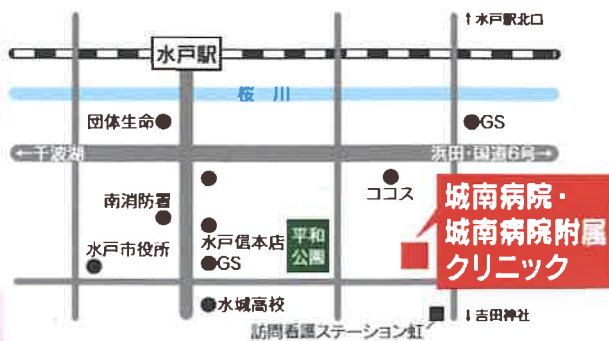 ↑水戸駅北口
水戸駅
桜 川
団体生命
GS
←千波湖
浜田・国道6号→
ココス
南消防署
水戸信本店
平和
公園
水戸市役所
GS
城南病院・
城南病院附属
クリニック
水城高校
訪問看護ステーション虹
↓吉田神社